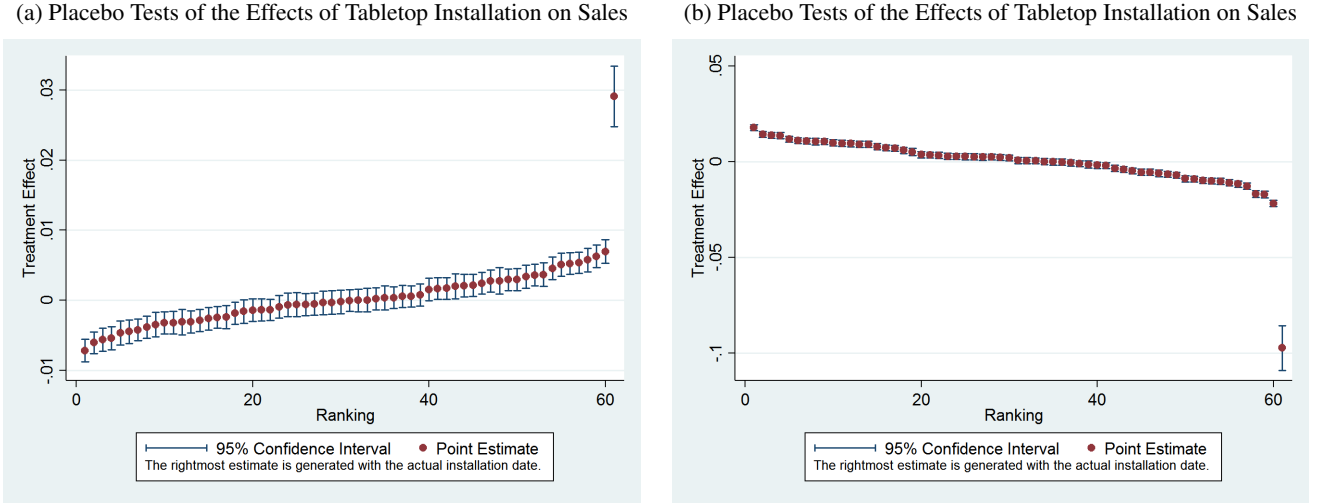 (a) Placebo Tests of the Effects of Tabletop Installation on Sales
.03
.02
.01
0
-.01
Treatment Effect
0 20 40 60
Ranking
95% Confidence Interval Point Estimate
The rightmost estimate is generated with the actual installation date.
(b) Placebo Tests of the Effects of Tabletop Installation on Sales
.05
0
-.05
-.1
Treatment Effect
0 20 40 60
Ranking
95% Confidence Interval Point Estimate
The rightmost estimate is generated with the actual installation date.